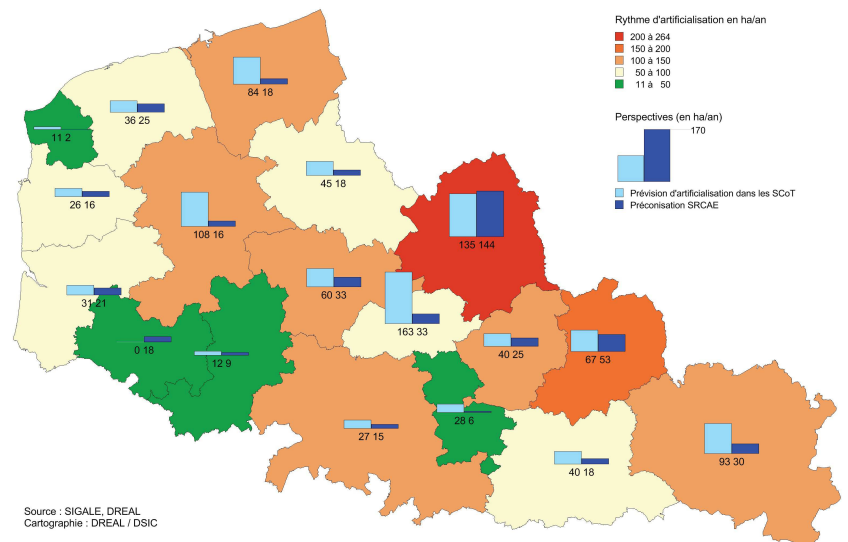 Rythme d'artificialisation en ha/an
200 à 264
150 à 200
100 à 150
50 à 100
11 à 50
Perspectives (en ha/an)
170
Prévision d'artificialisation dans les SCoT
Préconisation SRCAE
84 18
36 25
11 2
45 18
26 16
108 16
135 144
60 33
31 21
163 33
0 18
12 9
40 25
67 53
28 6
27 15
93 30
40 18
Source : SIGALE, DREAL
Cartographie : DREAL / DSIC